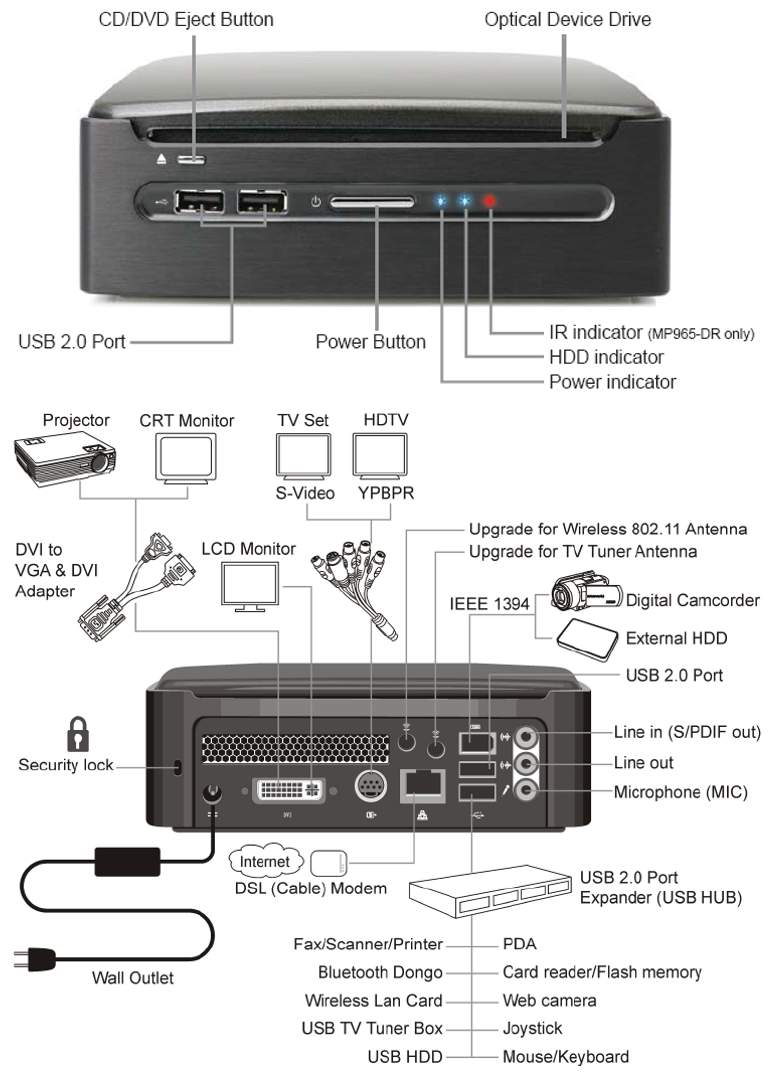 CD/DVD Eject Button
Optical Device Drive
USB 2.0 Port
Power Button
IR indicator (MP965-DR only)
HDD indicator
Power indicator
Projector
CRT Monitor
TV Set
HDTV
S-Video
YPBPR
DVI to
VGA & DVI
Adapter
LCD Monitor
Upgrade for Wireless 802.11 Antenna
Upgrade for TV Tuner Antenna
IEEE 1394
Digital Camcorder
External HDD
USB 2.0 Port
Security lock
Line in (S/PDIF out)
Line out
Microphone (MIC)
Internet
DSL (Cable) Modem
USB 2.0 Port
Expander (USB HUB)
Wall Outlet
Fax/Scanner/Printer
PDA
Bluetooth Dongo
Card reader/Flash memory
Wireless Lan Card
Web camera
USB TV Tuner Box
Joystick
USB HDD
Mouse/Keyboard